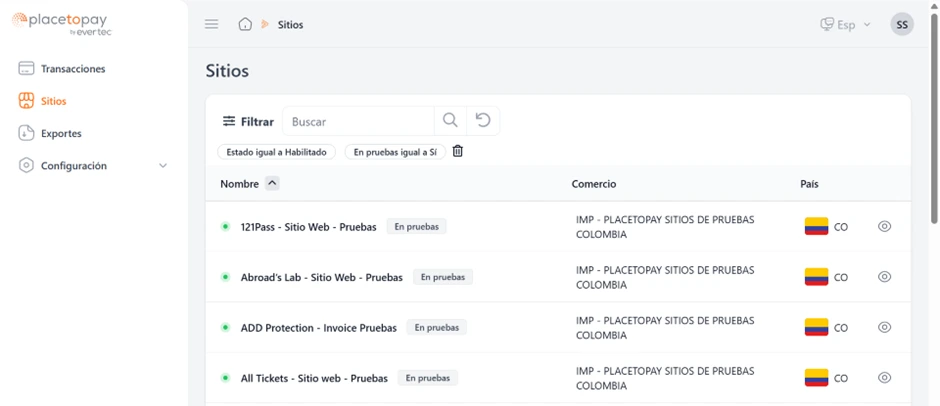 placetopay
by evertec
Transacciones
Sitios
Exportes
Configuración
Sitios
Esp
SS
Sitios
Filtrar
Buscar
Estado igual a Habilitado
En pruebas igual a Sí
Nombre
Comercio
País
121Pass - Sitio Web - Pruebas
En pruebas
IMP - PLACETOPAY SITIOS DE PRUEBAS
COLOMBIA
CO
Abroad's Lab - Sitio Web - Pruebas
En pruebas
IMP - PLACETOPAY SITIOS DE PRUEBAS
COLOMBIA
CO
ADD Protection - Invoice Pruebas
En pruebas
IMP - PLACETOPAY SITIOS DE PRUEBAS
COLOMBIA
CO
All Tickets - Sitio web - Pruebas
En pruebas
IMP - PLACETOPAY SITIOS DE PRUEBAS
COLOMBIA
CO